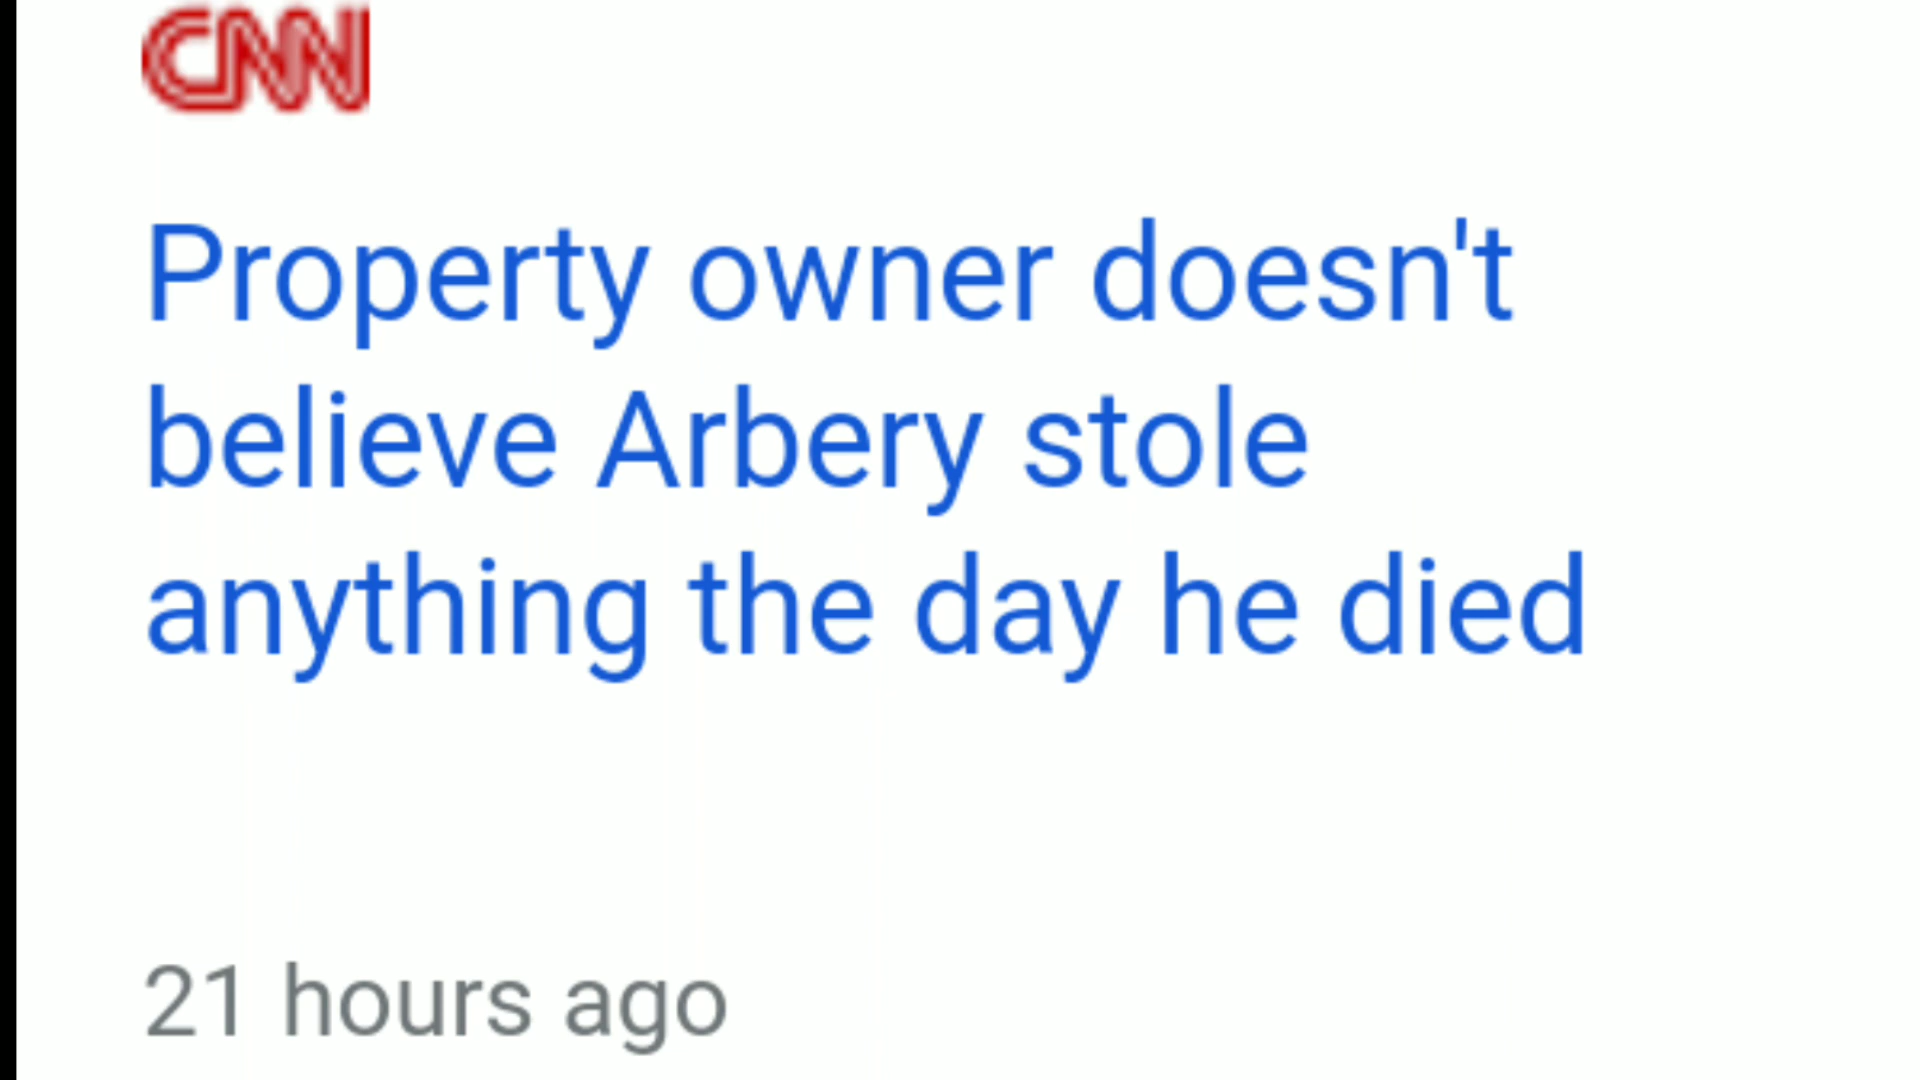 CNN
Property owner doesn't
believe Arbery stole
anything the day he died
21 hours ago